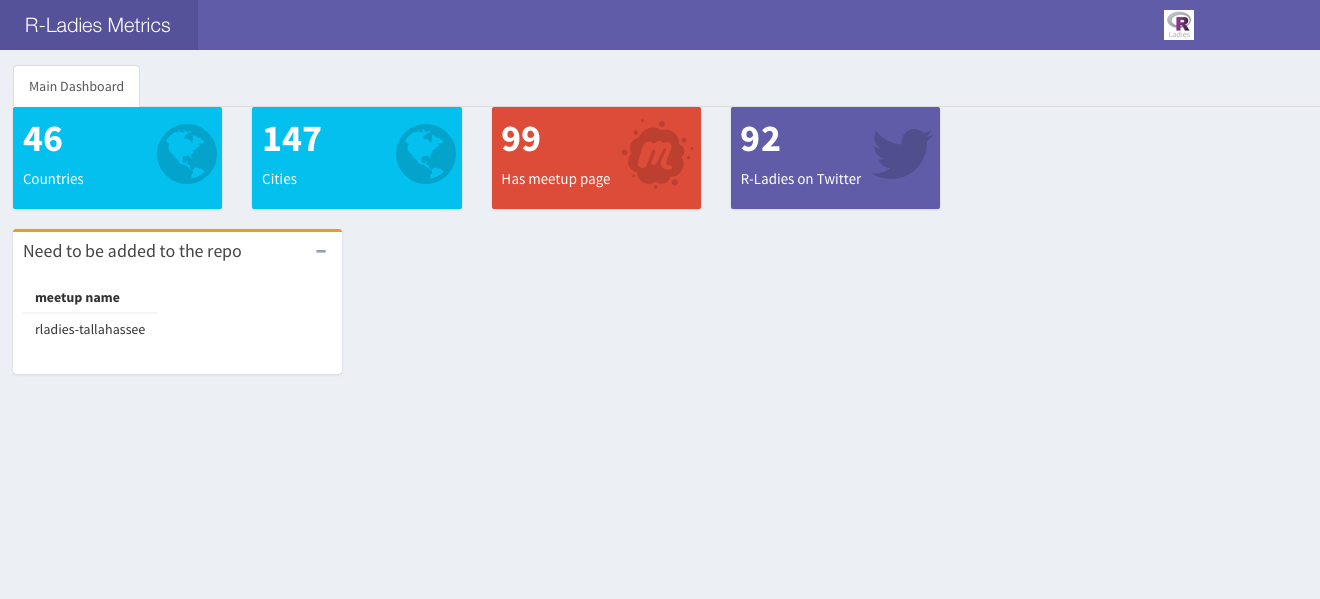 R-Ladies Metrics
R
Ladies
Main Dashboard
46
Countries
147
Cities
99
Has meetup page
m
92
R-Ladies on Twitter
Need to be added to the repo
meetup name
rladies-tallahassee